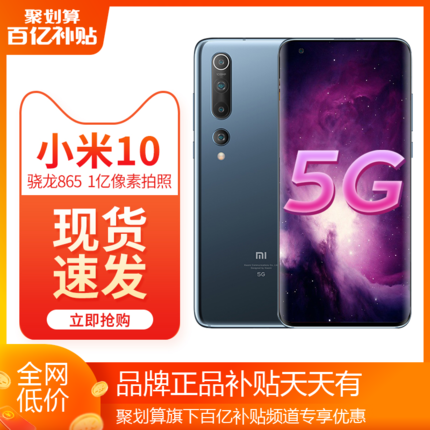 聚划算
百亿补贴
小米10
骁龙865 1亿像素拍照
现货
速发
立即抢购
5G
mi
5G
全网
低价
品牌正品补贴天天有
聚划算旗下百亿补贴频道专享优惠